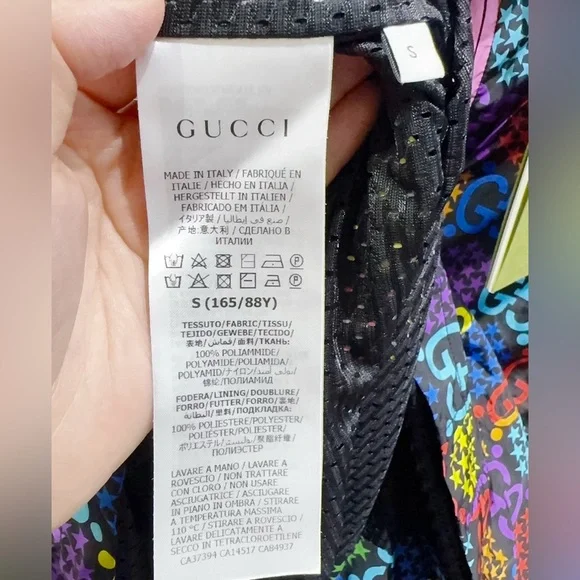 S
GUCCI
MADE IN ITALY / FABRIQUÉ EN
ITALIE / HECHO EN ITALIA /
HERGESTELLT IN ITALIEN /
FABRICADO EM ITÁLIA /
イタリア製 / صنع في إيطاليا /
产地:意大利 / СДЕЛАНО В
ИТАЛИИ
S (165/88Y)
TESSUTO/FABRIC/TISSU/
TEJIDO/GEWEBE/TECIDO/
表地/قماش/面料/ТКАНЬ:
100% POLIAMMIDE/
POLYAMIDE/POLIAMIDA/
POLYAMID/ナイロン/بولي أميد/
锦纶/ПОЛИАМИД
FODERA/LINING/DOUBLURE/
FORRO/FUTTER/FORRO/裏地/
البطانة/里料/ПОДКЛАДКА:
100% POLIESTERE/POLYESTER/
POLIÉSTER/POLYESTER/
ポリエステル/بوليستر/聚酯纤维/
ПОЛИЭСТЕР
LAVARE A MANO / LAVARE A
ROVESCIO / NON TRATTARE
CON CLORO / NON USARE
ASCIUGATRICE / ASCIUGARE
IN PIANO IN OMBRA / STIRARE
A TEMPERATURA MASSIMA
110 °C / STIRARE A ROVESCIO /
LAVARE DELICATAMENTE A
SECCO IN TETRACLOROETILENE
CA37394 CA14517 CAB4937